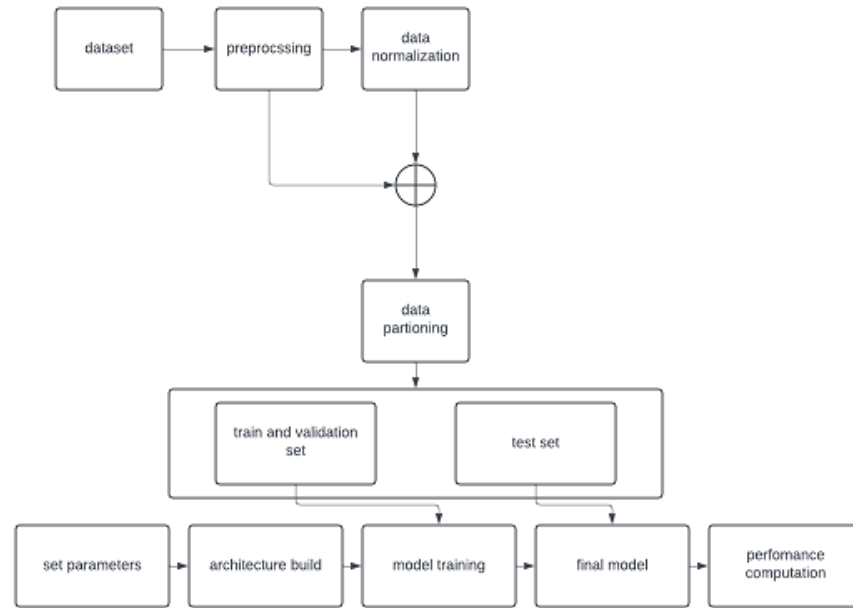 dataset
preprocssing
data
normalization
data
partioning
train and validation
set
test set
set parameters
architecture build
model training
final model
perfomance
computation